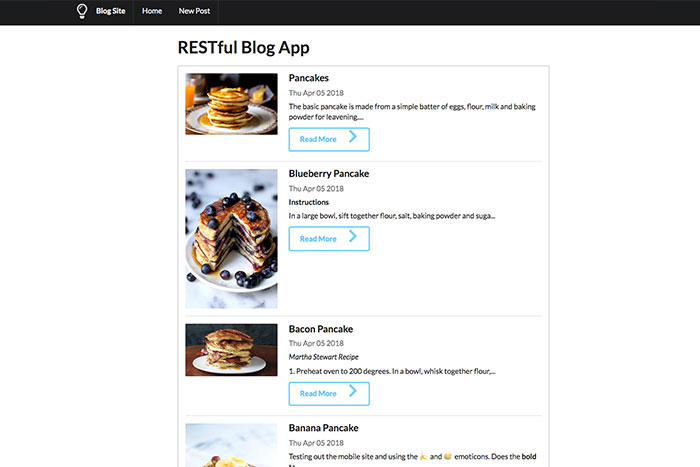 Blog Site Home New Post
RESTful Blog App
Pancakes
Thu Apr 05 2018
The basic pancake is made from a simple batter of eggs, flour, milk and baking
powder for leavening....
Read More
Blueberry Pancake
Thu Apr 05 2018
Instructions
In a large bowl, sift together flour, salt, baking powder and suga...
Read More
Bacon Pancake
Thu Apr 05 2018
Martha Stewart Recipe
1. Preheat oven to 200 degrees. In a bowl, whisk together flour,...
Read More
Banana Pancake
Thu Apr 05 2018
Testing out the mobile site and using the 🍌 and 🥞 emoticons. Does the bold